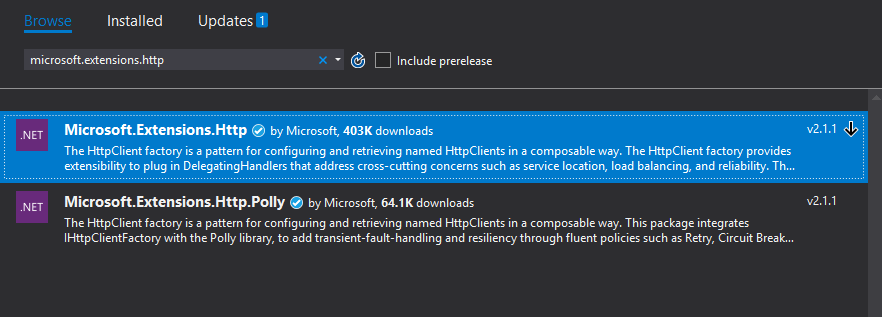 Browse Installed Updates 1
microsoft.extensions.http Include prerelease
.NET Microsoft.Extensions.Http by Microsoft, 403K downloads v2.1.1
The HttpClient factory is a pattern for configuring and retrieving named HttpClients in a composable way. The HttpClient factory provides
extensibility to plug in DelegatingHandlers that address cross-cutting concerns such as service location, load balancing, and reliability. Th...
.NET Microsoft.Extensions.Http.Polly by Microsoft, 64.1K downloads v2.1.1
The HttpClient factory is a pattern for configuring and retrieving named HttpClients in a composable way. This package integrates
IHttpClientFactory with the Polly library, to add transient-fault-handling and resiliency through fluent policies such as Retry, Circuit Break...